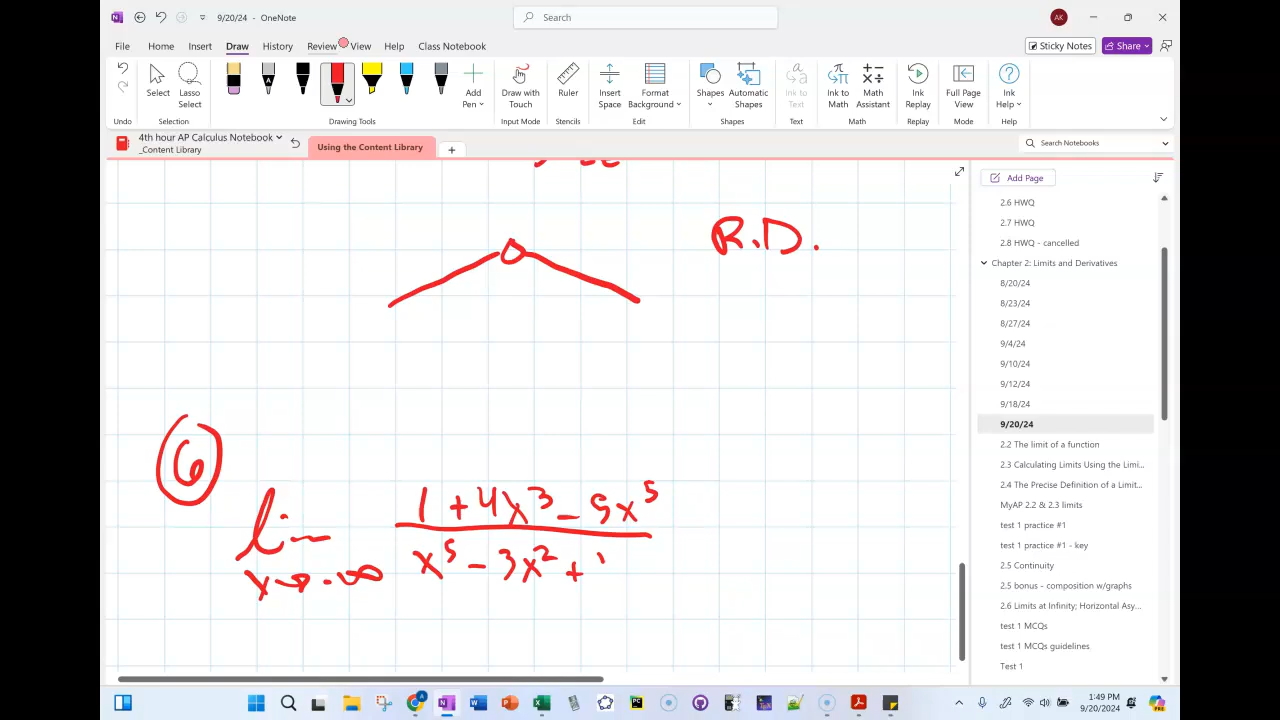 9/20/24 - OneNote
Search
AK
File Home Insert Draw History Review View Help Class Notebook
Sticky Notes
Share
Undo
Select
Lasso Select
Add Pen
Draw with Touch
Ruler
Insert Space
Format Background
Shapes
Automatic Shapes
Ink to Text
Ink to Math
Math Assistant
Ink Replay
Full Page View
Ink Help
Undo Selection Drawing Tools Input Mode Stencils Edit Shapes Text Math Replay Mode Help
4th hour AP Calculus Notebook
_Content Library
Using the Content Library
Search Notebooks
Add Page
2.6 HWQ
2.7 HWQ
2.8 HWQ - cancelled
Chapter 2: Limits and Derivatives
8/20/24
8/23/24
8/27/24
9/4/24
9/10/24
9/12/24
9/18/24
9/20/24
2.2 The limit of a function
2.3 Calculating Limits Using the Limi...
2.4 The Precise Definition of a Limit...
MyAP 2.2 & 2.3 limits
test 1 practice #1
test 1 practice #1 - key
2.5 Continuity
2.5 bonus - composition w/graphs
2.6 Limits at Infinity; Horizontal Asy...
test 1 MCQs
test 1 MCQs guidelines
Test 1
R.D.
6
lim
x→-∞
1 + 4x³ - 5x⁵
x⁵ - 3x² +
1:49 PM
9/20/2024